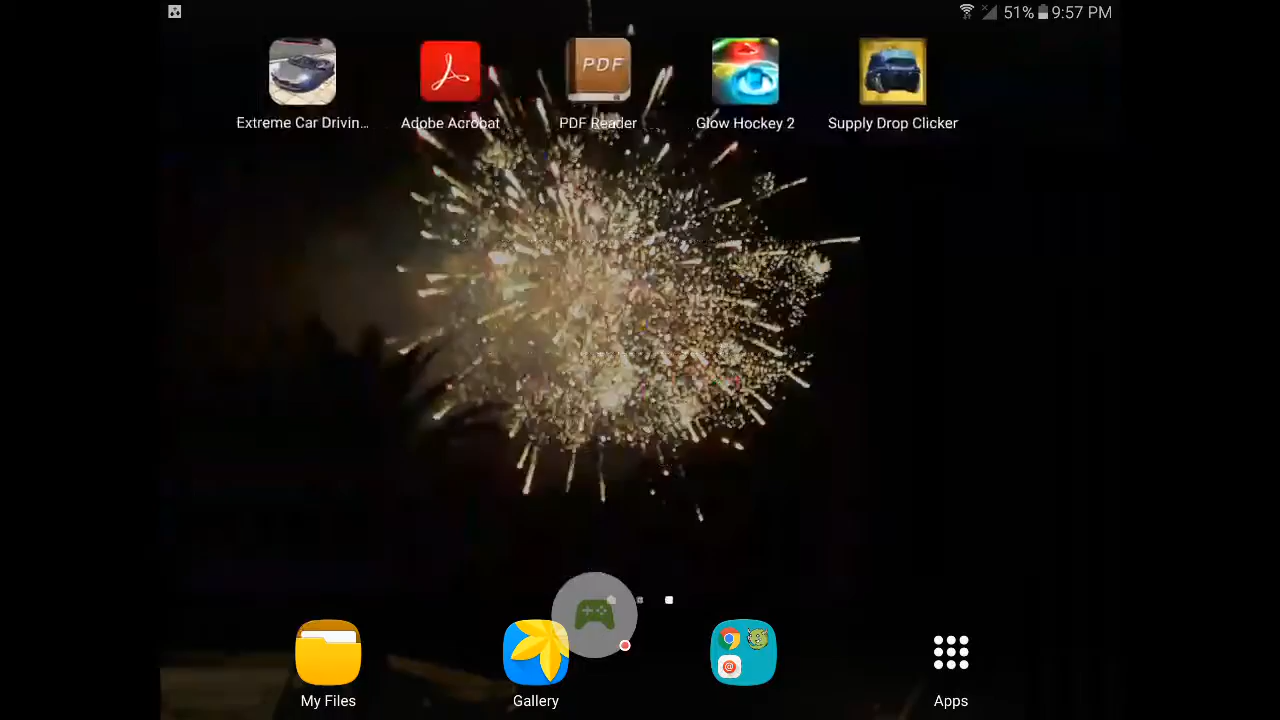 51% 9:57 PM
PDF
Extreme Car Drivin... Adobe Acrobat PDF Reader Glow Hockey 2 Supply Drop Clicker
My Files Gallery Apps